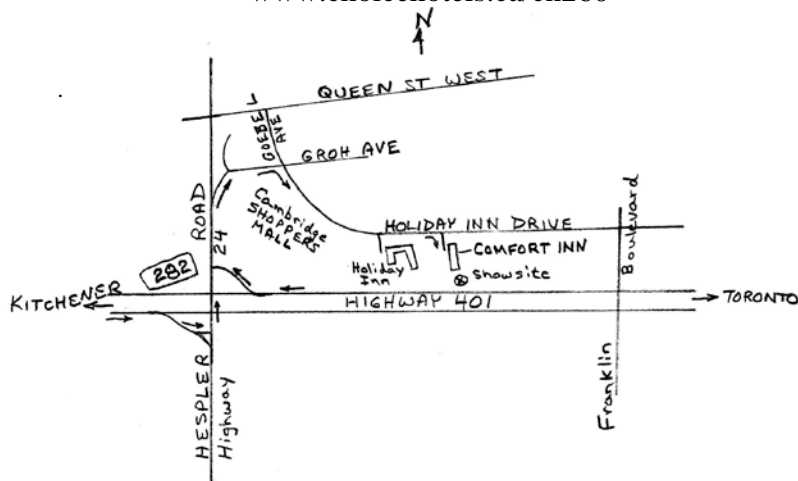 N
QUEEN ST WEST
GOEBEL AVE
GROH AVE
Cambridge
SHOPPERS
MALL
HOLIDAY INN DRIVE
COMFORT INN
Holiday
Inn
Showsite
282
KITCHENER
HIGHWAY 401
TORONTO
HESPLER ROAD
Highway 24
Franklin Boulevard